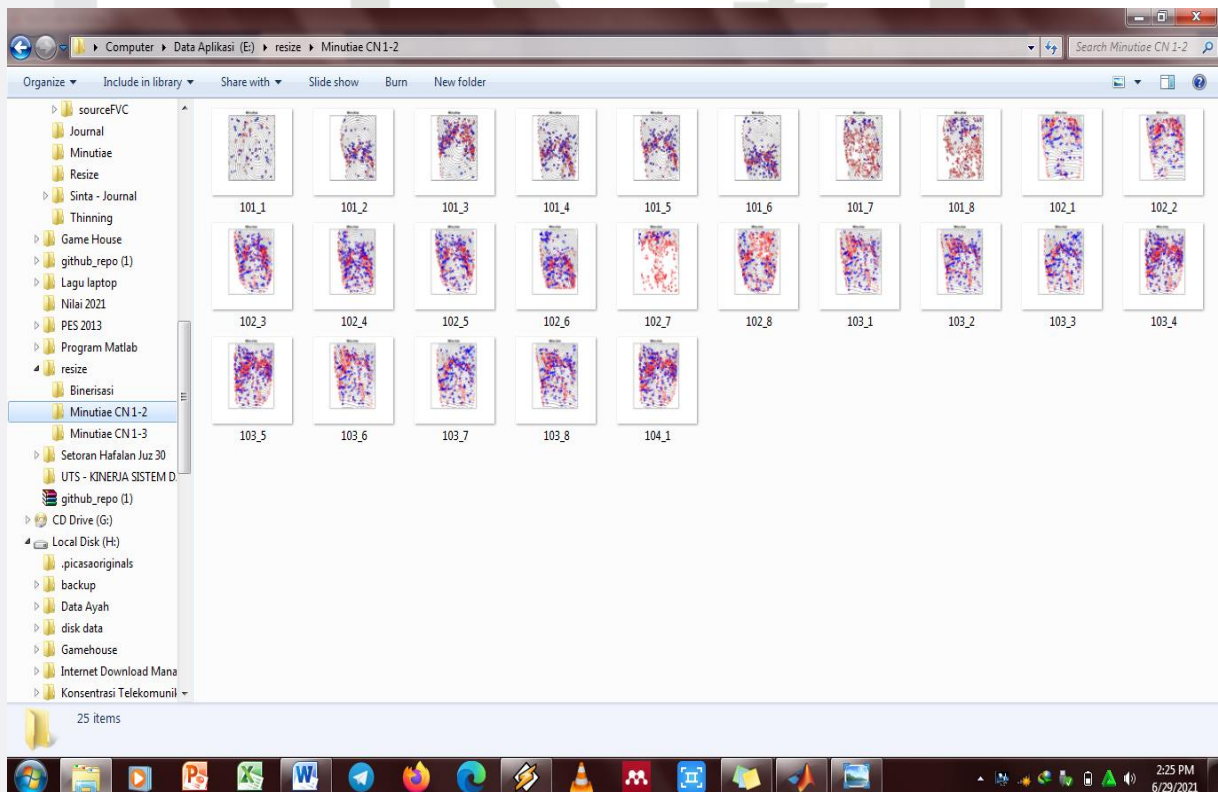 Computer ▸ Data Aplikasi (E:) ▸ resize ▸ Minutiae CN 1-2
Search Minutiae CN 1-2
Organize Include in library Share with Slide show Burn New folder
sourceFVC
Journal
Minutiae
Resize
Sinta - Journal
Thinning
Game House
github_repo (1)
Lagu laptop
Nilai 2021
PES 2013
Program Matlab
resize
Binerisasi
Minutiae CN 1-2
Minutiae CN 1-3
Setoran Hafalan Juz 30
UTS - KINERJA SISTEM D
github_repo (1)
CD Drive (G:)
Local Disk (H:)
.picasaoriginals
backup
Data Ayah
disk data
Gamehouse
Internet Download Mana
Konsentrasi Telekomunik
101_1 101_2 101_3 101_4 101_5 101_6 101_7 101_8 102_1 102_2
102_3 102_4 102_5 102_6 102_7 102_8 103_1 103_2 103_3 103_4
103_5 103_6 103_7 103_8 104_1
25 items
2:25 PM
6/29/2021